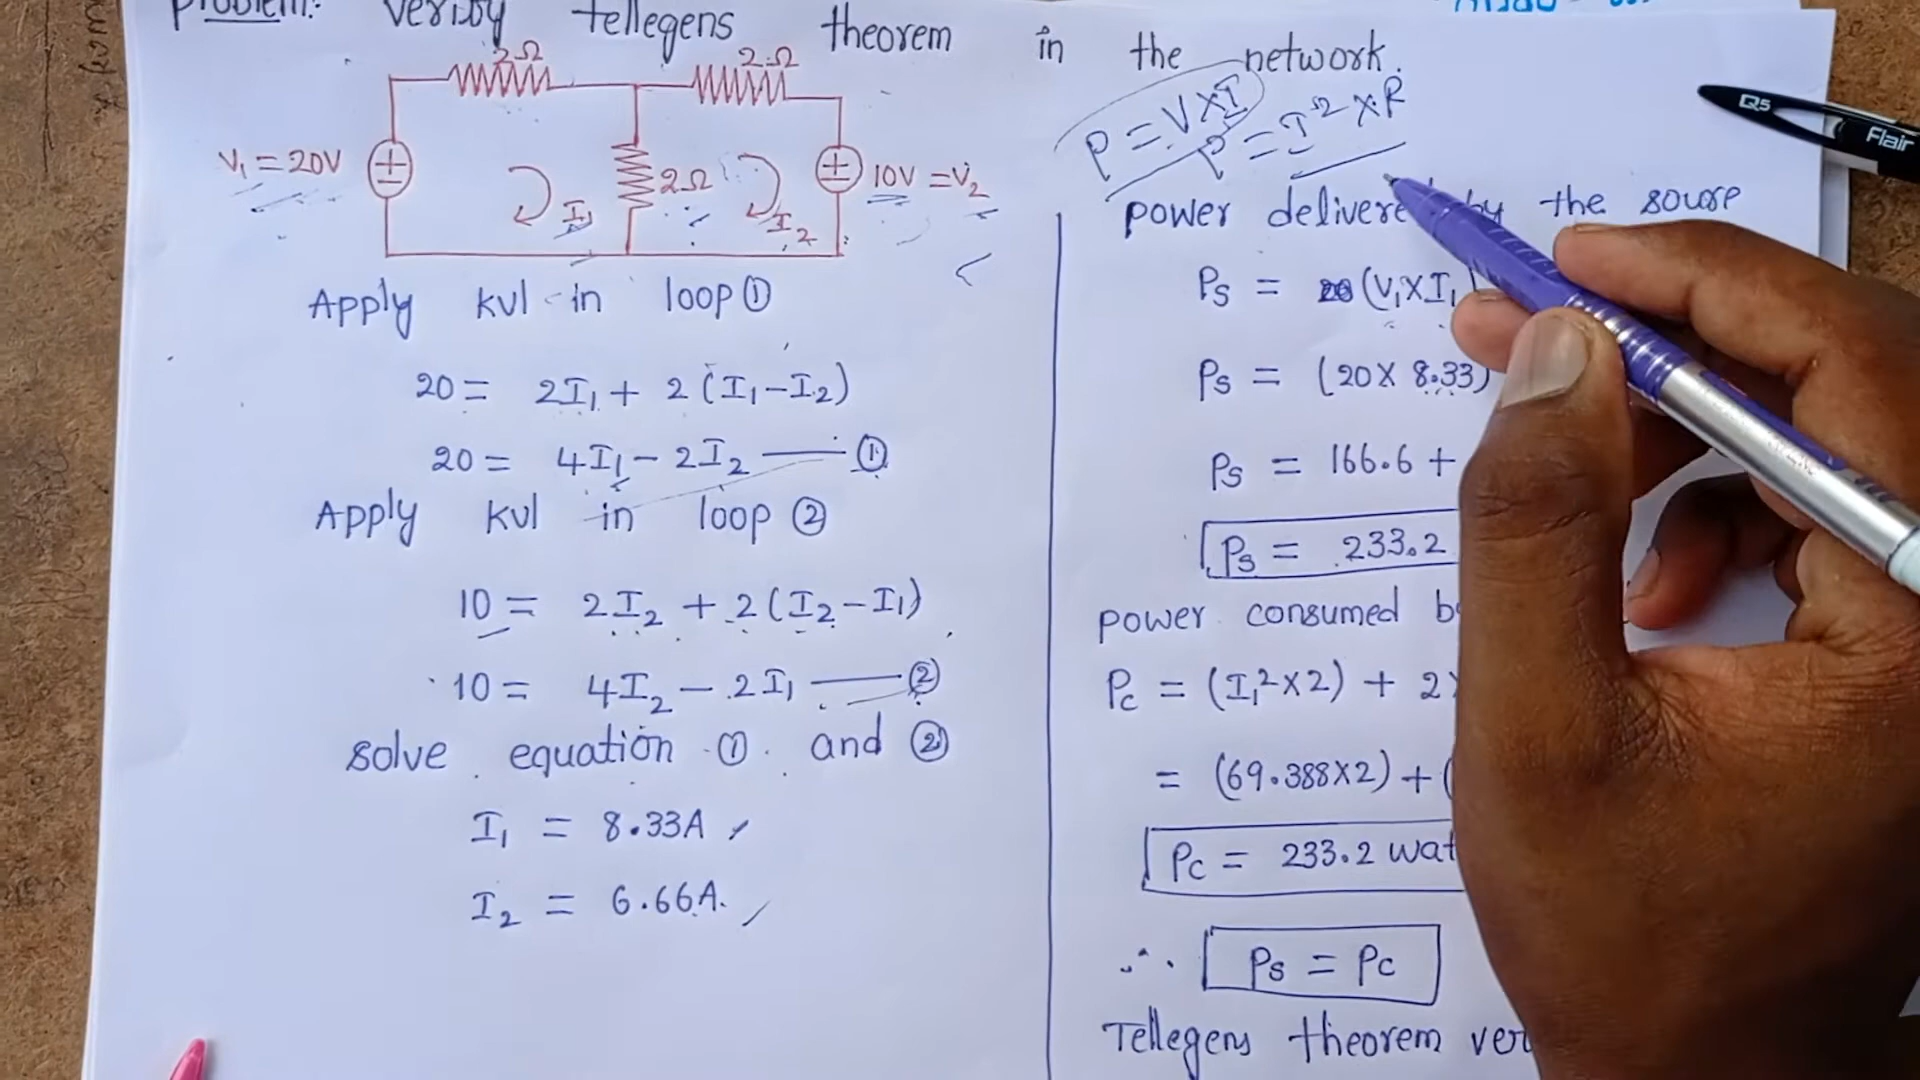 problem:- verify tellegens theorem in the network.
2Ω
2Ω
V₁ = 20V
2Ω
10V = V₂
I₁
I₂
Apply kvl in loop ①
20 = 2I₁ + 2 (I₁ - I₂)
20 = 4I₁ - 2I₂ —— ①
Apply kvl in loop ②
10 = 2I₂ + 2 (I₂ - I₁)
10 = 4I₂ - 2I₁ —— ②
solve equation ① and ②
I₁ = 8.33A
I₂ = 6.66A.
P = V×I
P = I² × R
power delivered by the sourse
Ps = (V₁×I₁)
Ps = (20 × 8.33)
Ps = 166.6 +
Ps = 233.2
power consumed b
Pc = (I₁²×2) + 2
= (69.388×2) + (
Pc = 233.2 wat
∴ Ps = Pc
Tellegens theorem ver
Q5
Flair